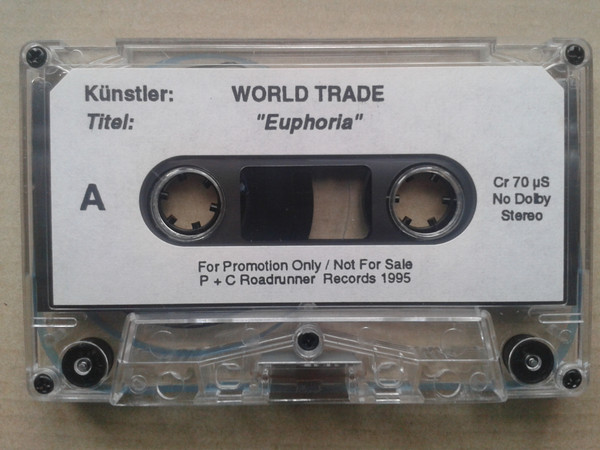 Künstler: WORLD TRADE
Titel: "Euphoria"
A
Cr 70 µS
No Dolby
Stereo
For Promotion Only / Not For Sale
P + C Roadrunner Records 1995